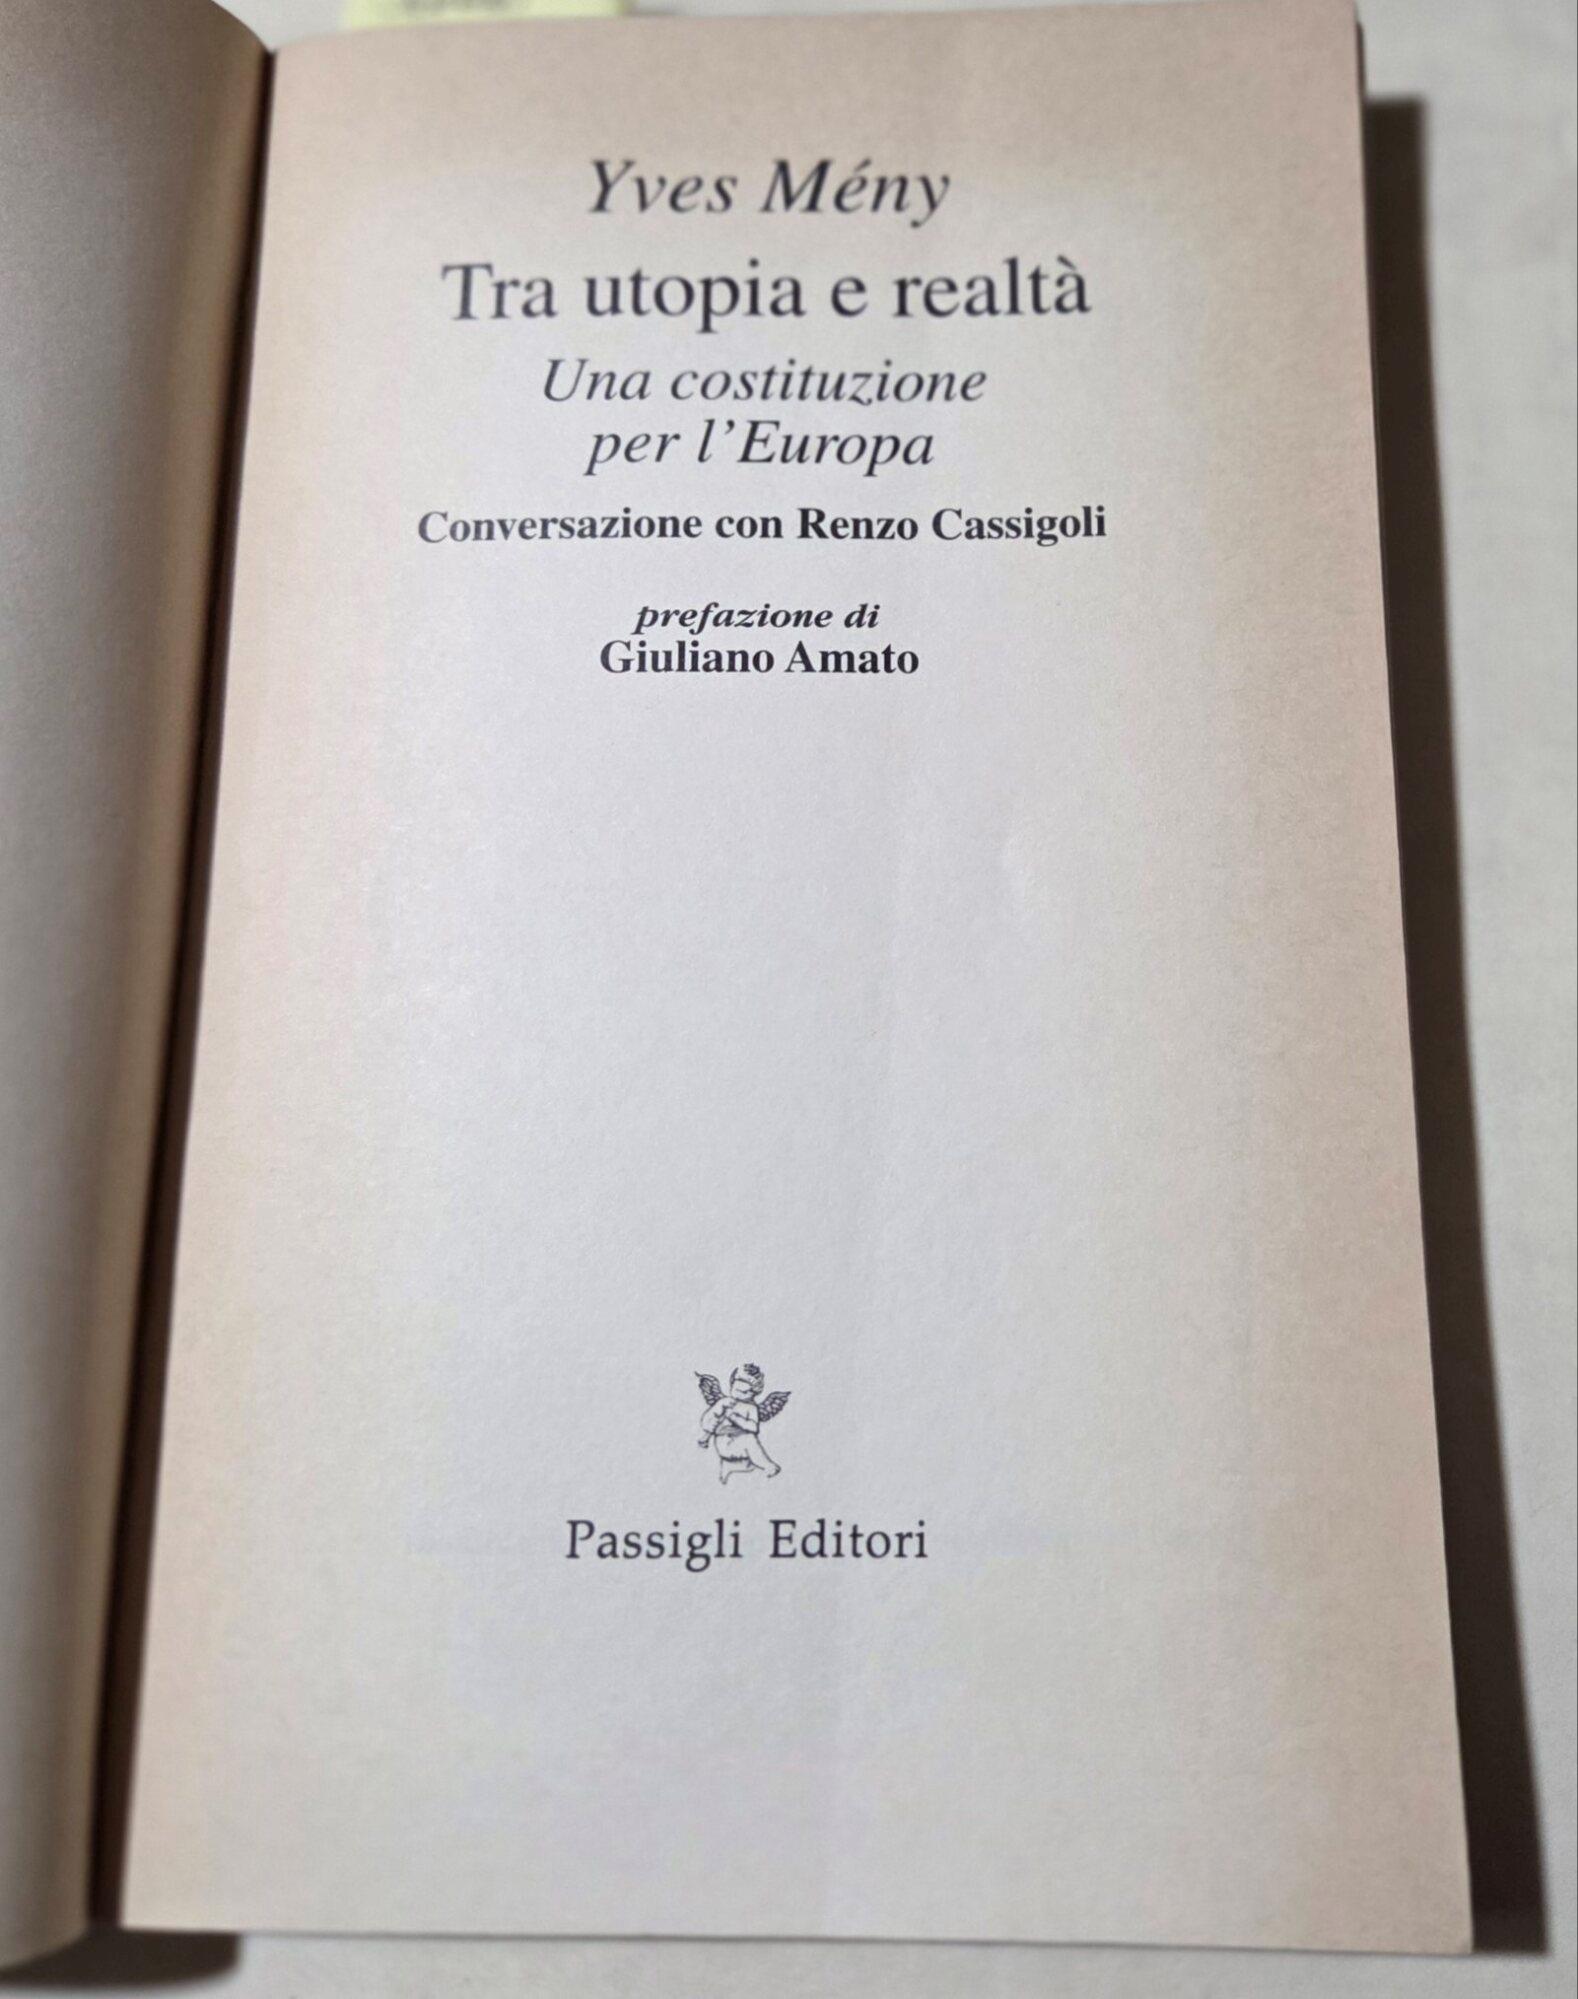 Yves Mény
Tra utopia e realtà
Una costituzione
per l'Europa
Conversazione con Renzo Cassigoli
prefazione di
Giuliano Amato
Passigli Editori